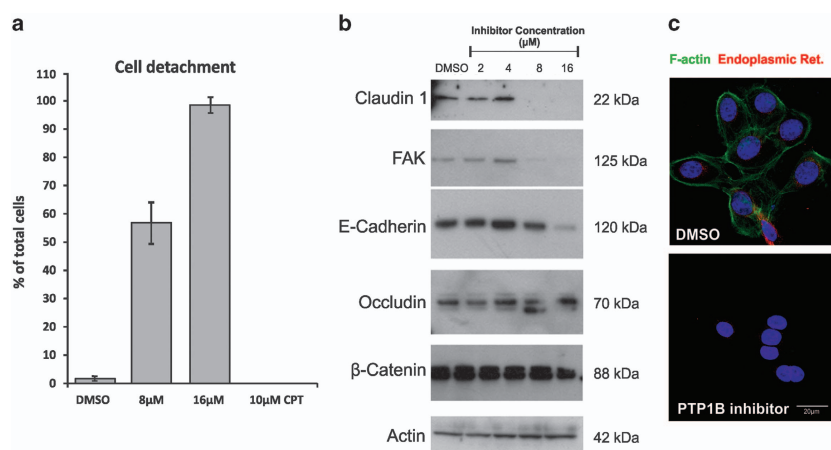 a
Cell detachment
% of total cells
110
100
90
80
70
60
50
40
30
20
10
0
DMSO 8µM 16µM 10µM CPT
b
Inhibitor Concentration
(µM)
DMSO 2 4 8 16
Claudin 1 22 kDa
FAK 125 kDa
E-Cadherin 120 kDa
Occludin 70 kDa
β-Catenin 88 kDa
Actin 42 kDa
c
F-actin Endoplasmic Ret.
DMSO
PTP1B inhibitor
20µm